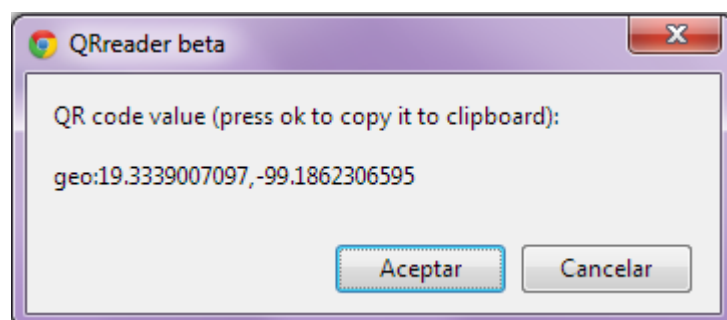 QRreader beta
QR code value (press ok to copy it to clipboard):
geo:19.3339007097,-99.1862306595
Aceptar
Cancelar